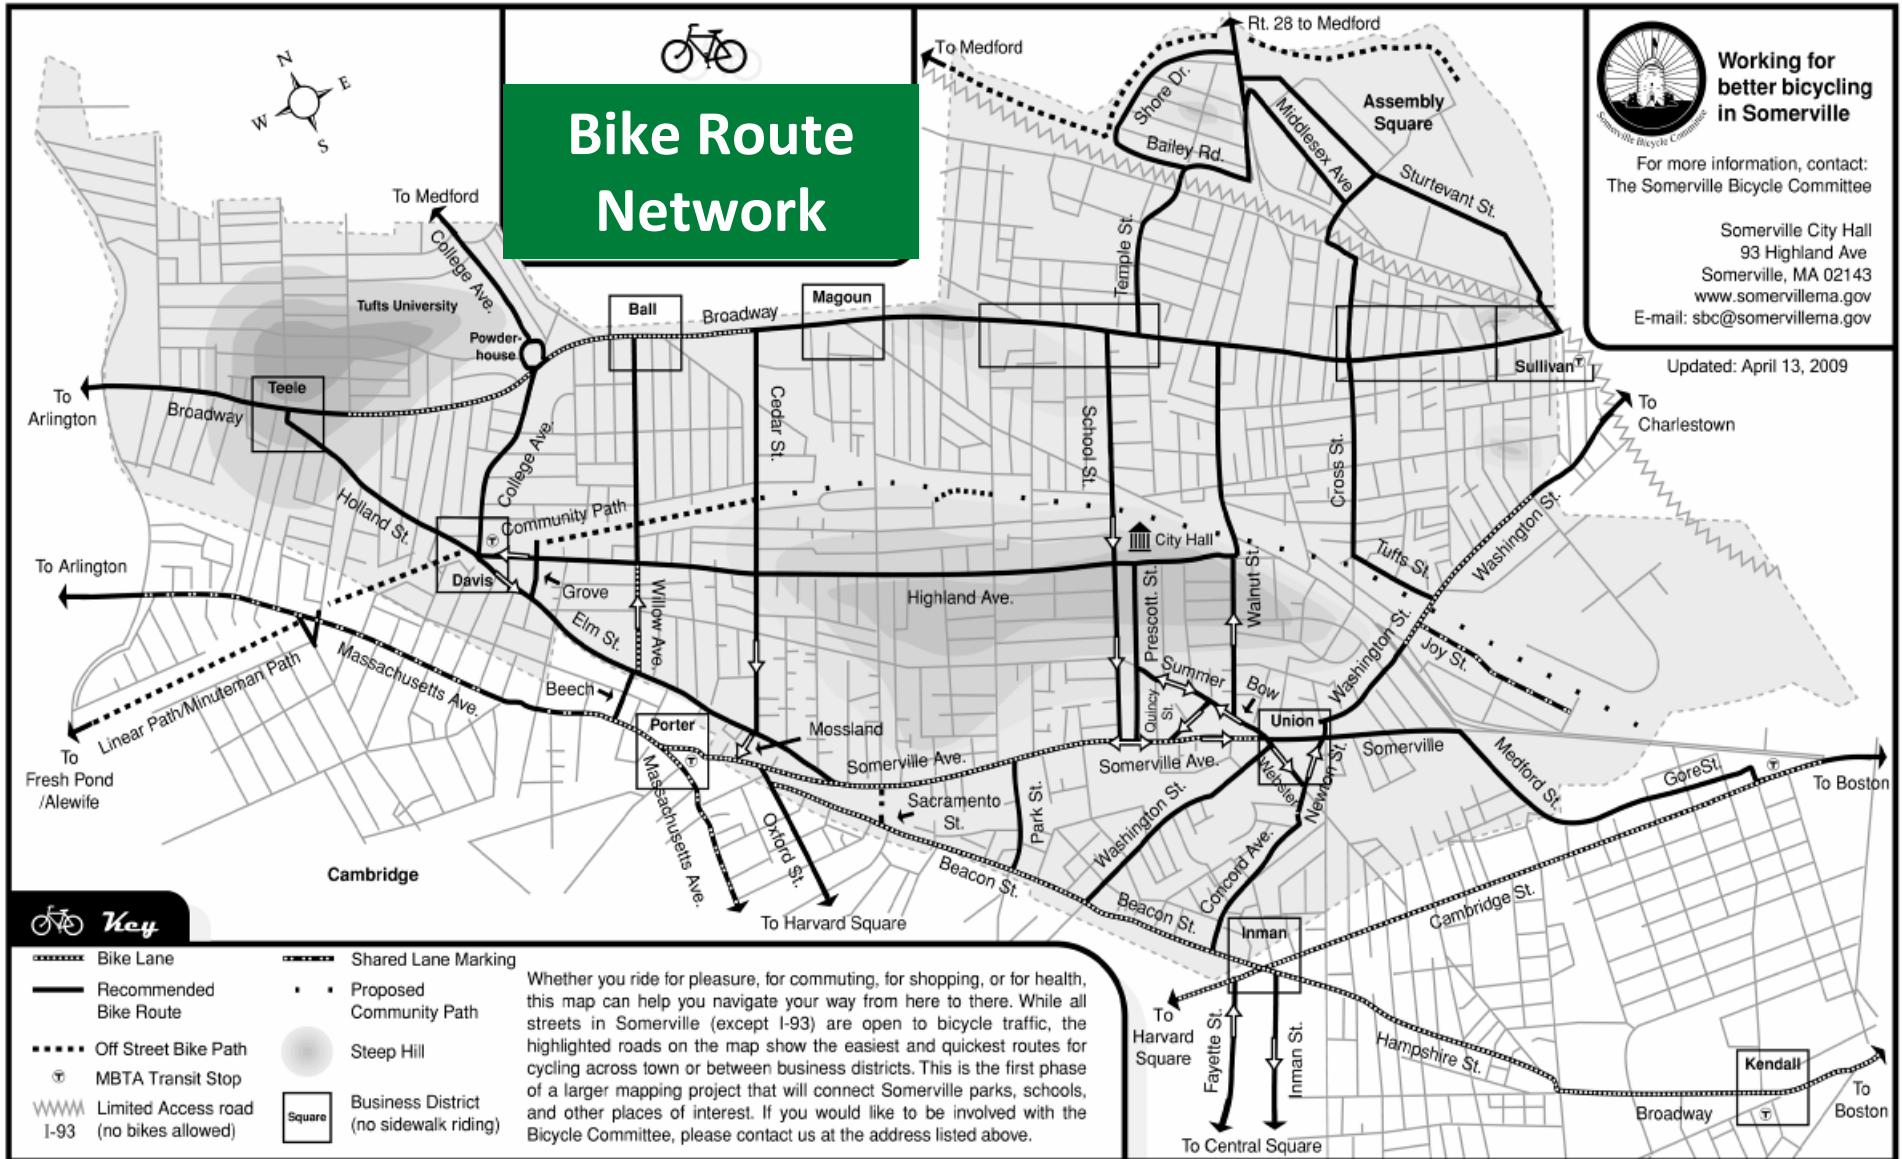 Bike Route
Network
N
E
W
S
Rt. 28 to Medford
To Medford
To Medford
Shore Dr.
Bailey Rd.
Middlesex Ave
Assembly
Square
Sturtevant St.
Temple St.
Working for
better bicycling
in Somerville
Somerville Bicycle Committee
For more information, contact:
The Somerville Bicycle Committee
Somerville City Hall
93 Highland Ave
Somerville, MA 02143
www.somervillema.gov
E-mail: sbc@somervillema.gov
Updated: April 13, 2009
College Ave.
Tufts University
Powder-
house
Ball
Broadway
Magoun
Sullivan
T
To
Arlington
Broadway
Teele
To
Charlestown
Cedar St.
School St.
Cross St.
College Ave.
Holland St.
Community Path
T
Davis
City Hall
Tufts St.
Washington St.
To Arlington
Grove
Elm St.
Willow Ave.
Highland Ave.
Prescott. St.
Walnut St.
Washington St.
Joy St.
Massachusetts Ave.
Linear Path/Minuteman Path
Beech
Summer
Bow
Quincy
St.
Union
Porter
T
Mossland
Somerville Ave.
Somerville Ave.
Somerville
Medford St.
Gore St.
T
To Boston
To
Fresh Pond
/Alewife
Massachusetts Ave.
Oxford St.
Sacramento
St.
Park St.
Washington St.
Webster
Newton St.
Concord Ave.
Beacon St.
Beacon St.
Cambridge
To Harvard Square
Inman
Cambridge St.
To
Harvard
Square
Fayette St.
Inman St.
Hampshire St.
Kendall
T
Broadway
To
Boston
To Central Square
Key
Bike Lane
Shared Lane Marking
Recommended
Bike Route
Proposed
Community Path
Off Street Bike Path
Steep Hill
T
MBTA Transit Stop
Limited Access road
I-93
(no bikes allowed)
Square
Business District
(no sidewalk riding)
Whether you ride for pleasure, for commuting, for shopping, or for health,
this map can help you navigate your way from here to there. While all
streets in Somerville (except I-93) are open to bicycle traffic, the
highlighted roads on the map show the easiest and quickest routes for
cycling across town or between business districts. This is the first phase
of a larger mapping project that will connect Somerville parks, schools,
and other places of interest. If you would like to be involved with the
Bicycle Committee, please contact us at the address listed above.